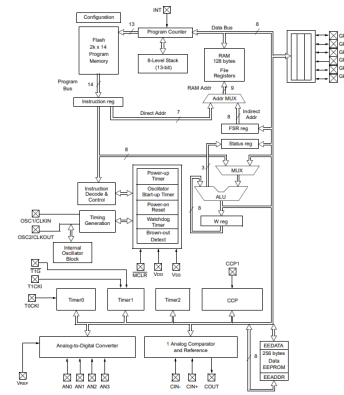 INT
Configuration
13
Program Counter
Data Bus
8
Flash
2k x 14
Program
Memory
8-Level Stack
(13-bit)
RAM
128 bytes
File
Registers
Program
Bus
14
RAM Addr
9
Addr MUX
Instruction reg
Direct Addr
7
8
Indirect
Addr
FSR reg
Status reg
8
3
MUX
Power-up
Timer
Oscillator
Start-up Timer
Power-on
Reset
Watchdog
Timer
Brown-out
Detect
Instruction
Decode &
Control
ALU
8
W reg
OSC1/CLKIN
OSC2/CLKOUT
Timing
Generation
Internal
Oscillator
Block
T1G
MCLR
VDD
VSS
CCP1
T1CKI
T0CKI
Timer0
Timer1
Timer2
CCP
Analog-to-Digital Converter
1 Analog Comparator
and Reference
8
EEDATA
256 bytes
Data
EEPROM
EEADDR
VREF
AN0
AN1
AN2
AN3
CIN-
CIN+
COUT